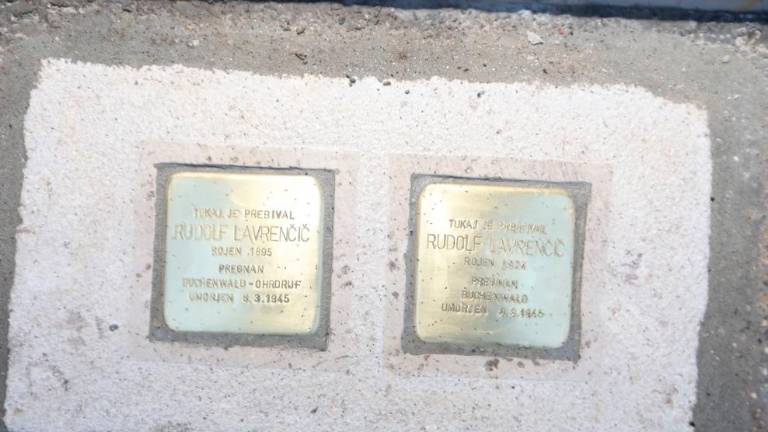 TUKAJ JE PREBIVAL
RUDOLF LAVRENČIČ
ROJEN 1895
PREGNAN
BUCHENWALD-OHRDRUF
UMORJEN 8.3.1945
TUKAJ JE PREBIVAL
RUDOLF LAVRENČIČ
ROJEN 1924
PREGNAN
BUCHENWALD
UMORJEN